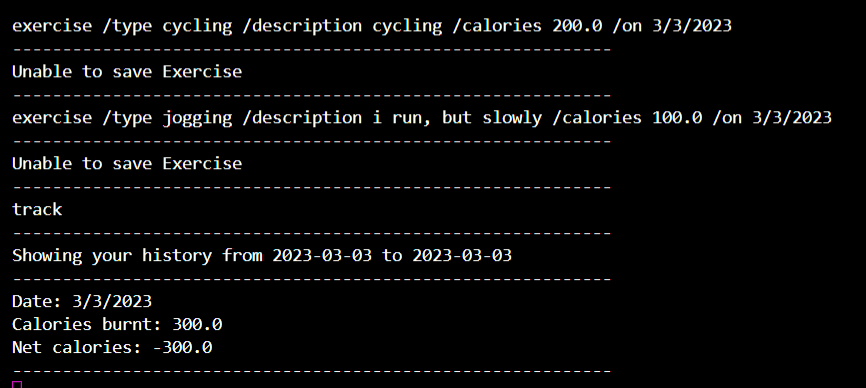 exercise /type cycling /description cycling /calories 200.0 /on 3/3/2023
------------------------------------------------------------
Unable to save Exercise
------------------------------------------------------------
exercise /type jogging /description i run, but slowly /calories 100.0 /on 3/3/2023
------------------------------------------------------------
Unable to save Exercise
------------------------------------------------------------
track
------------------------------------------------------------
Showing your history from 2023-03-03 to 2023-03-03
------------------------------------------------------------
Date: 3/3/2023
Calories burnt: 300.0
Net calories: -300.0
------------------------------------------------------------